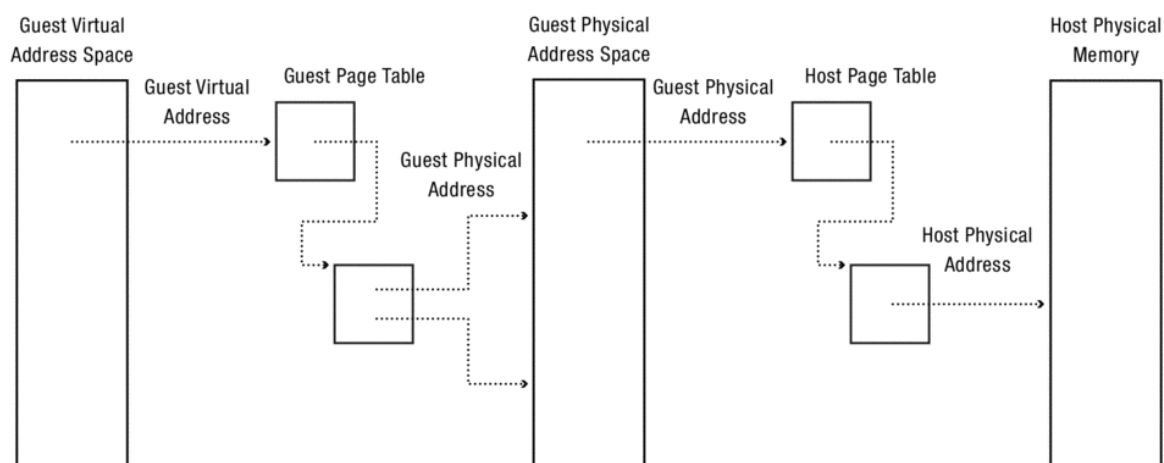 Guest Virtual
Address Space
Guest Virtual
Address
Guest Page Table
Guest Physical
Address
Guest Physical
Address Space
Guest Physical
Address
Host Page Table
Host Physical
Address
Host Physical
Memory